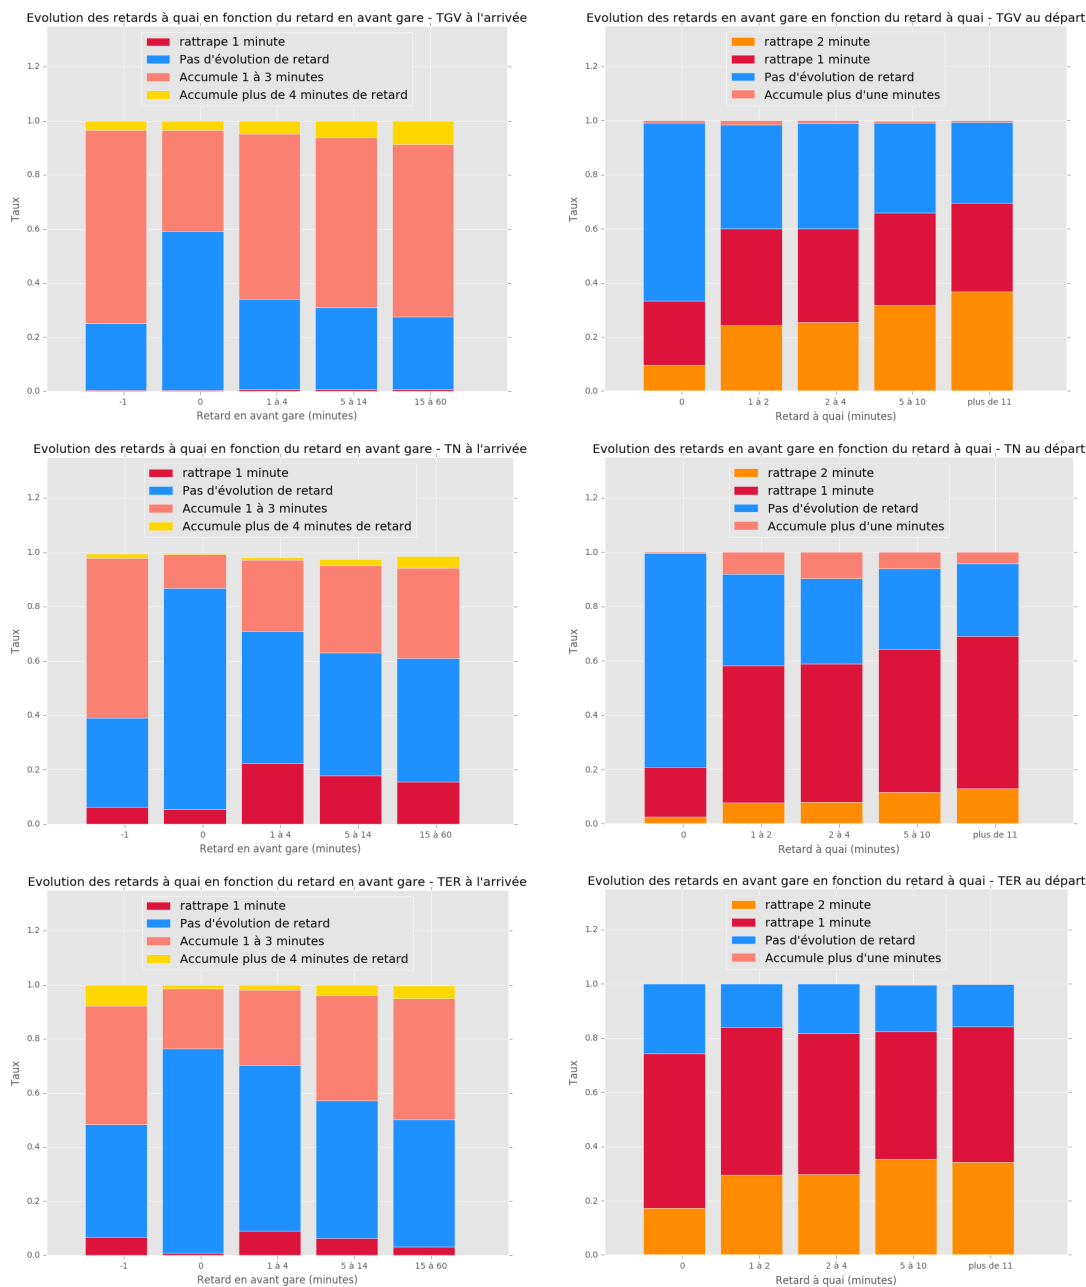 Evolution des retards à quai en fonction du retard en avant gare - TGV à l'arrivée
rattrape 1 minute
Pas d'évolution de retard
Accumule 1 à 3 minutes
Accumule plus de 4 minutes de retard
1.2
1.0
0.8
0.6
0.4
0.2
0.0
Taux
-1
0
1 à 4
5 à 14
15 à 60
Retard en avant gare (minutes)
Evolution des retards en avant gare en fonction du retard à quai - TGV au départ
rattrape 2 minute
rattrape 1 minute
Pas d'évolution de retard
Accumule plus d'une minutes
1.2
1.0
0.8
0.6
0.4
0.2
0.0
Taux
0
1 à 2
2 à 4
5 à 10
plus de 11
Retard à quai (minutes)
Evolution des retards à quai en fonction du retard en avant gare - TN à l'arrivée
rattrape 1 minute
Pas d'évolution de retard
Accumule 1 à 3 minutes
Accumule plus de 4 minutes de retard
1.2
1.0
0.8
0.6
0.4
0.2
0.0
Taux
-1
0
1 à 4
5 à 14
15 à 60
Retard en avant gare (minutes)
Evolution des retards en avant gare en fonction du retard à quai - TN au départ
rattrape 2 minute
rattrape 1 minute
Pas d'évolution de retard
Accumule plus d'une minutes
1.2
1.0
0.8
0.6
0.4
0.2
0.0
Taux
0
1 à 2
2 à 4
5 à 10
plus de 11
Retard à quai (minutes)
Evolution des retards à quai en fonction du retard en avant gare - TER à l'arrivée
rattrape 1 minute
Pas d'évolution de retard
Accumule 1 à 3 minutes
Accumule plus de 4 minutes de retard
1.2
1.0
0.8
0.6
0.4
0.2
0.0
Taux
-1
0
1 à 4
5 à 14
15 à 60
Retard en avant gare (minutes)
Evolution des retards en avant gare en fonction du retard à quai - TER au départ
rattrape 2 minute
rattrape 1 minute
Pas d'évolution de retard
Accumule plus d'une minutes
1.2
1.0
0.8
0.6
0.4
0.2
0.0
Taux
0
1 à 2
2 à 4
5 à 10
plus de 11
Retard à quai (minutes)